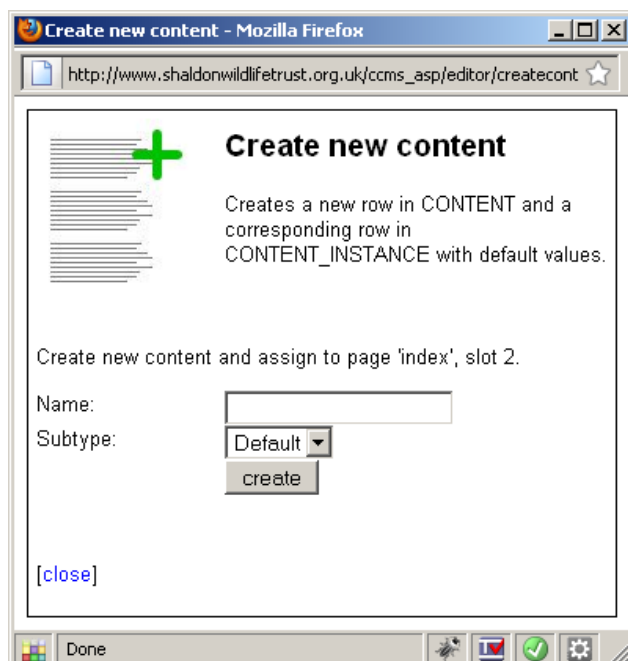 Create new content - Mozilla Firefox
http://www.shaldonwildlifetrust.org.uk/ccms_asp/editor/createcont
Create new content
Creates a new row in CONTENT and a
corresponding row in
CONTENT_INSTANCE with default values.
Create new content and assign to page 'index', slot 2.
Name:
Subtype:
Default
create
[close]
Done